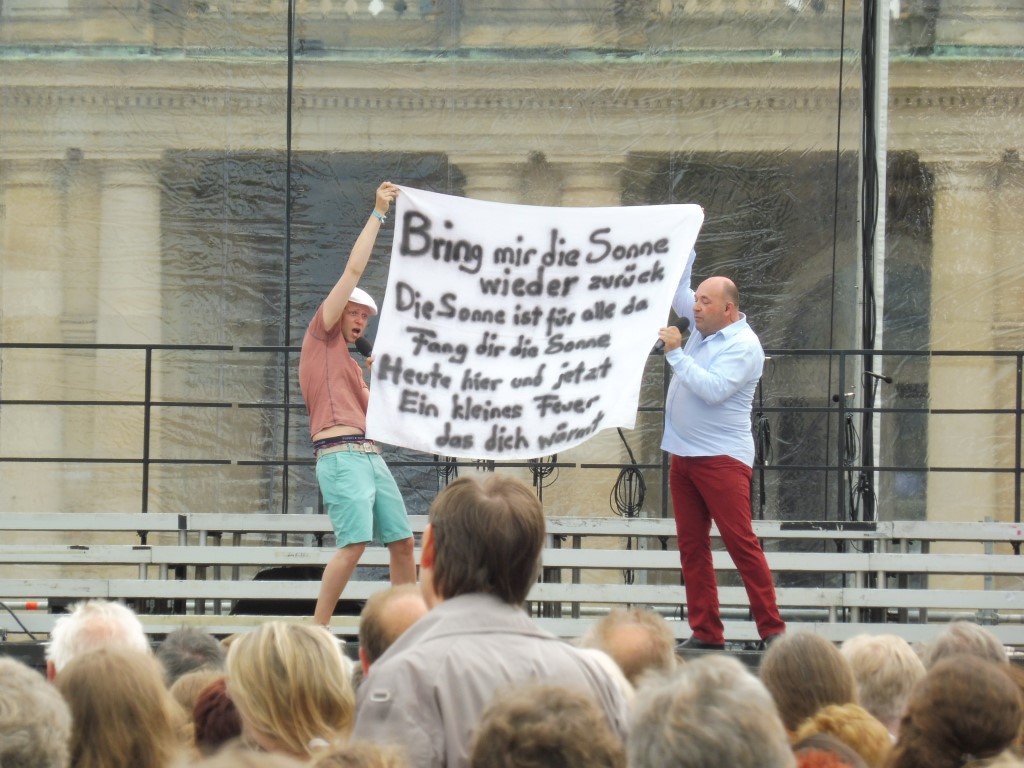 Bring mir die Sonne
wieder zurück
Die Sonne ist für alle da
Fang dir die Sonne
Heute hier und jetzt
Ein kleines Feuer
das dich wärmt